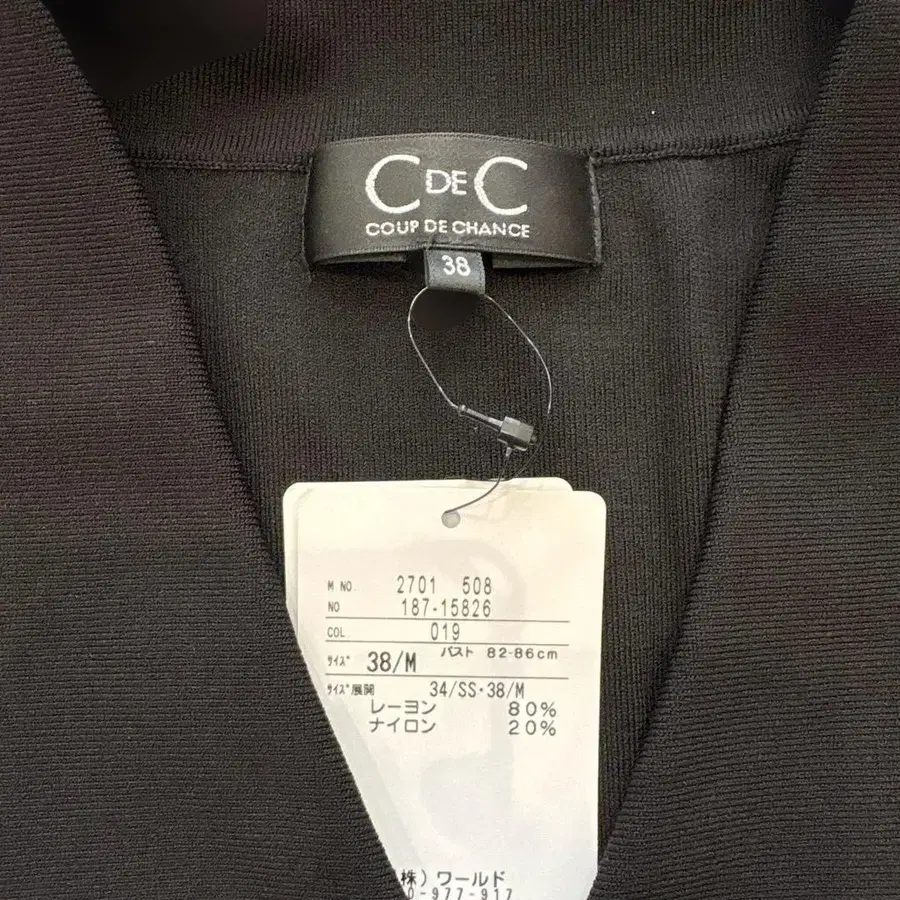 C DE C
COUP DE CHANCE
38
M.NO. 2701 508
NO 187-15826
COL 019
ｻｲｽﾞ 38/M バスト 82-86cm
ｻｲｽﾞ展開 34/SS・38/M
レーヨン 80%
ナイロン 20%
株）ワールド
0-977-917